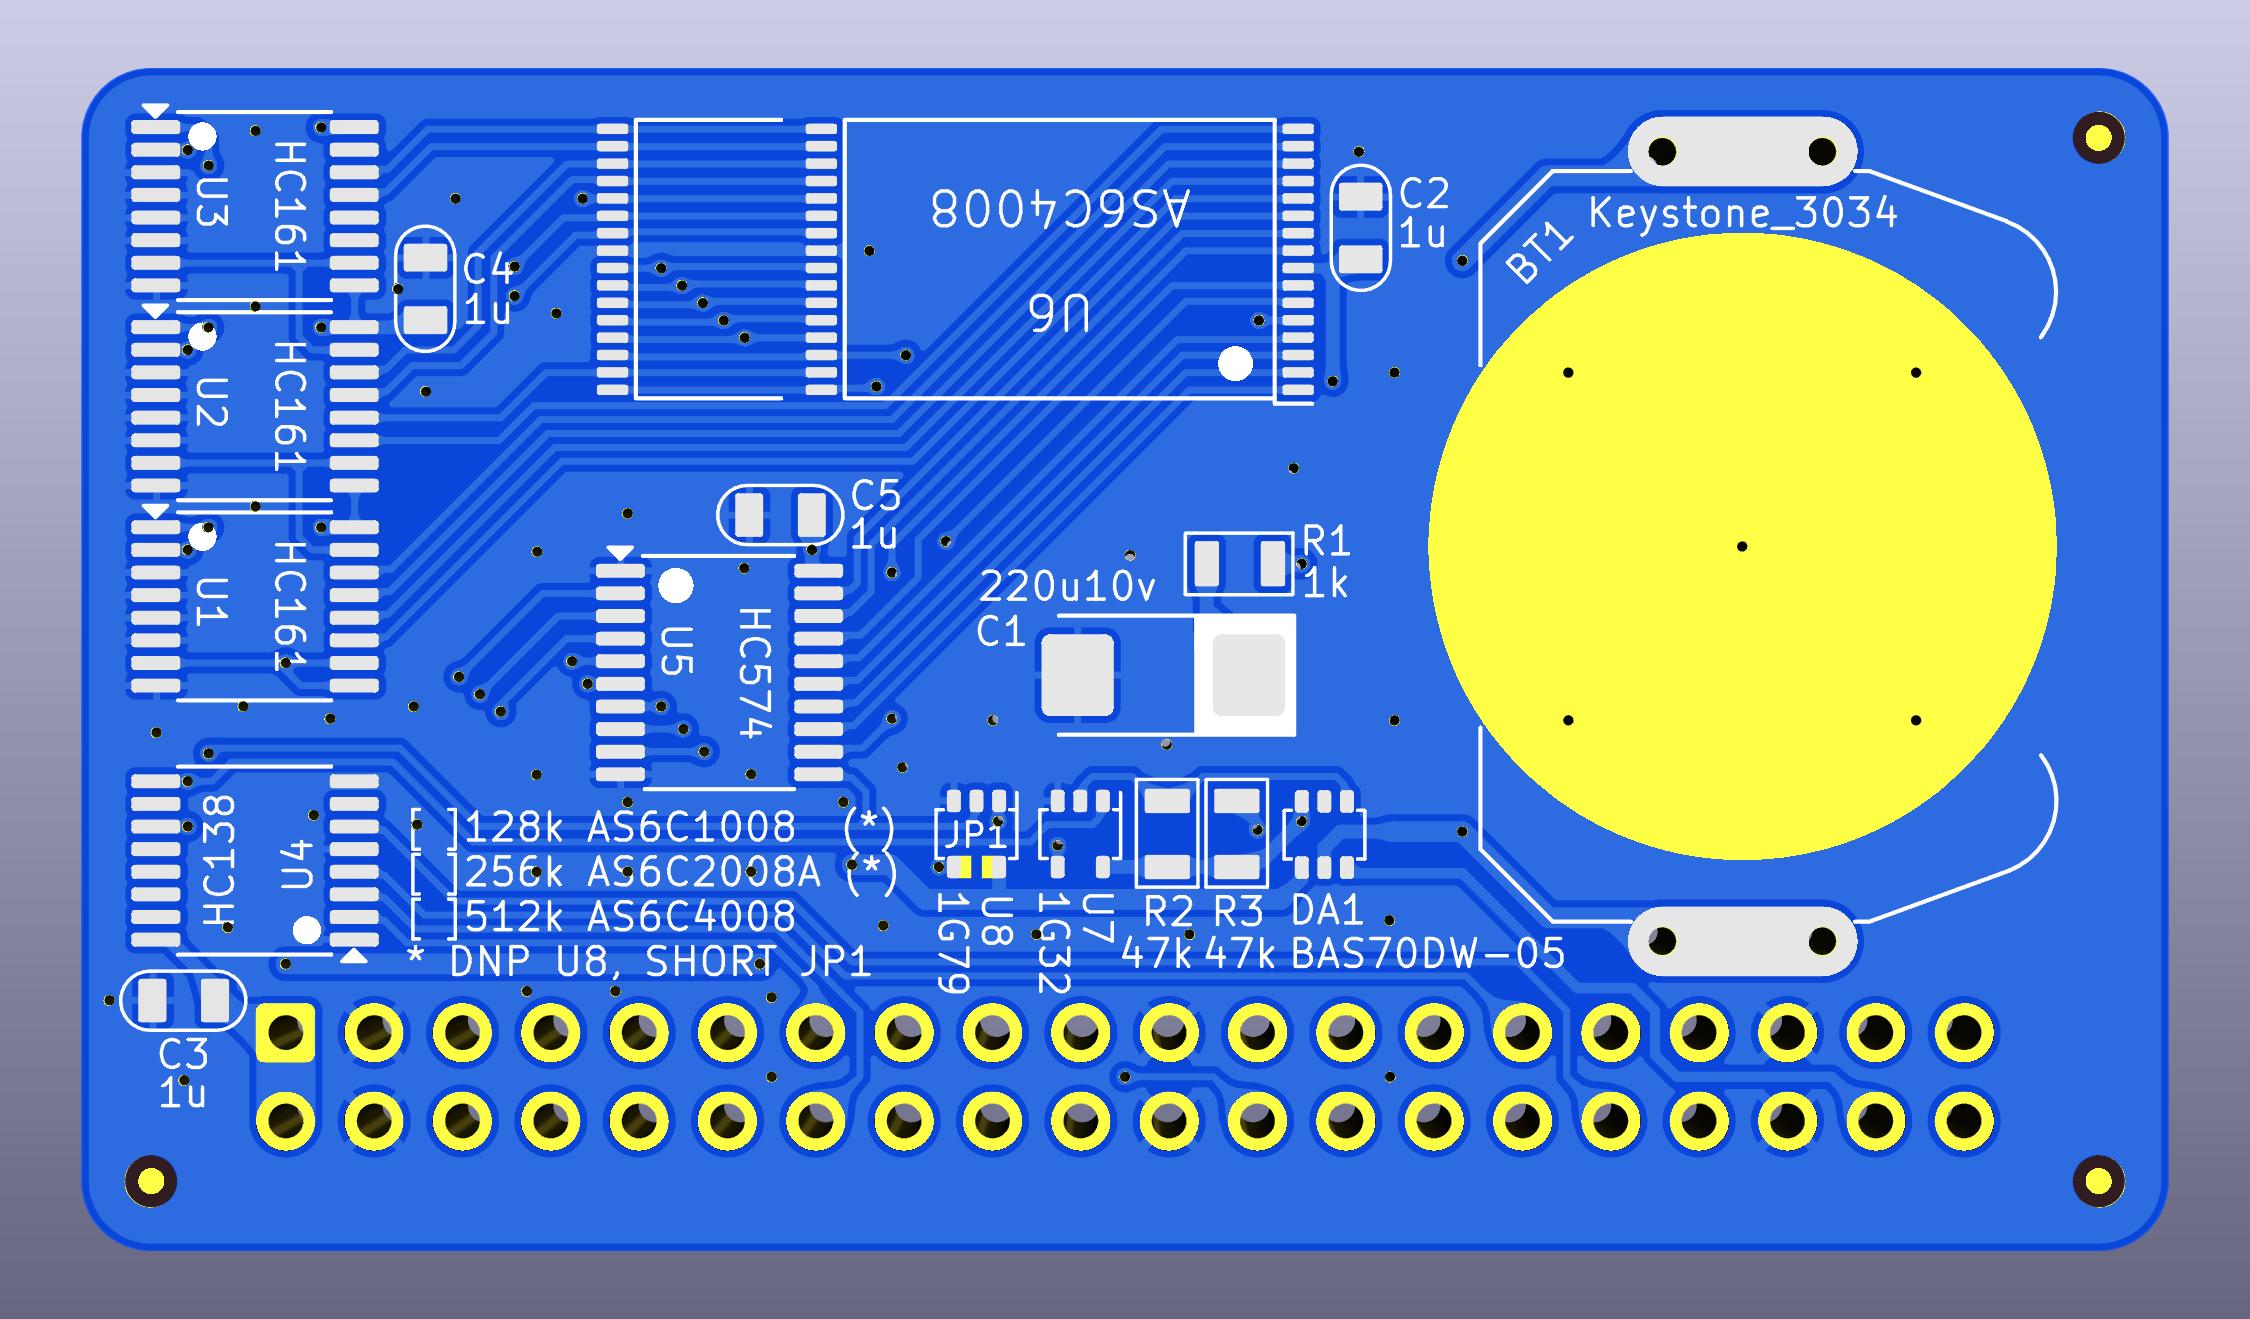 U3
HC161
C4
1u
AS6C4008
U6
C2
1u
Keystone_3034
BT1
U2
HC161
U1
HC161
C5
1u
U5
HC574
R1
1k
220u10v
C1
HC138
U4
[ ]128k AS6C1008 (*)
[ ]256k AS6C2008A (*)
[ ]512k AS6C4008
* DNP U8, SHORT JP1
JP1
U8
1G79
U7
1G32
R2
47k
R3
47k
DA1
BAS70DW-05
C3
1u